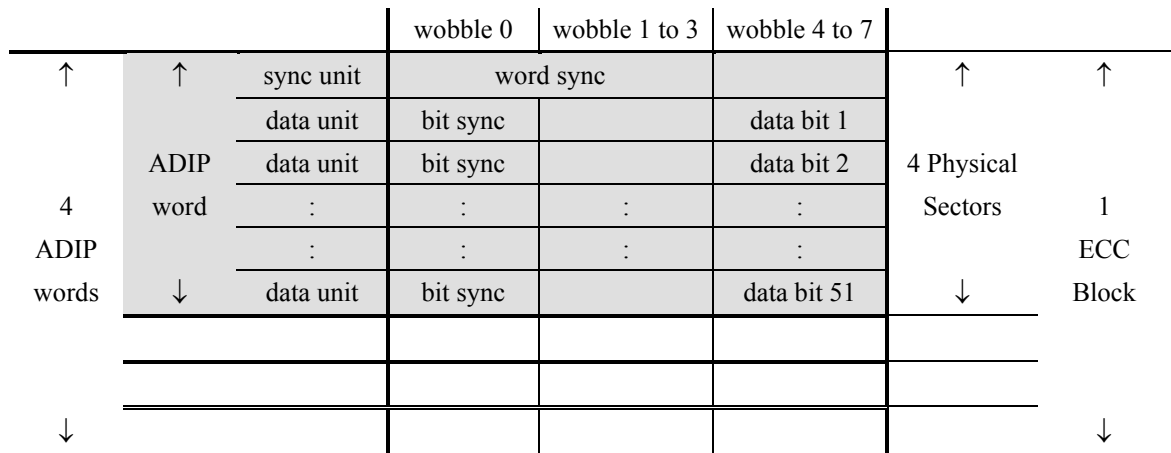 wobble 0 wobble 1 to 3 wobble 4 to 7
↑ ↑ sync unit word sync ↑ ↑
data unit bit sync data bit 1
ADIP data unit bit sync data bit 2 4 Physical
4 word : : : : Sectors 1
ADIP : : : : ECC
words ↓ data unit bit sync data bit 51 ↓ Block
↓ ↓